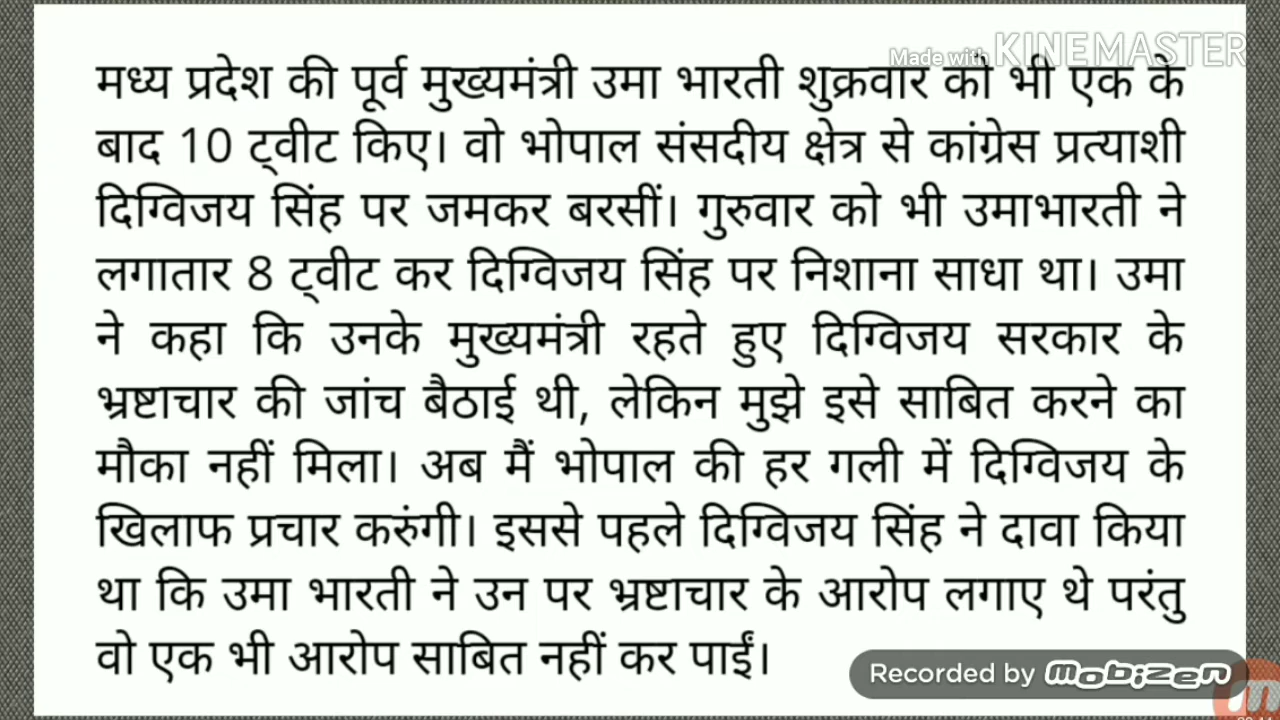 Made with KINEMASTER
मध्य प्रदेश की पूर्व मुख्यमंत्री उमा भारती शुक्रवार को भी एक के
बाद 10 ट्वीट किए। वो भोपाल संसदीय क्षेत्र से कांग्रेस प्रत्याशी
दिग्विजय सिंह पर जमकर बरसीं। गुरुवार को भी उमाभारती ने
लगातार 8 ट्वीट कर दिग्विजय सिंह पर निशाना साधा था। उमा
ने कहा कि उनके मुख्यमंत्री रहते हुए दिग्विजय सरकार के
भ्रष्टाचार की जांच बैठाई थी, लेकिन मुझे इसे साबित करने का
मौका नहीं मिला। अब मैं भोपाल की हर गली में दिग्विजय के
खिलाफ प्रचार करुंगी। इससे पहले दिग्विजय सिंह ने दावा किया
था कि उमा भारती ने उन पर भ्रष्टाचार के आरोप लगाए थे परंतु
वो एक भी आरोप साबित नहीं कर पाईं।
Recorded by mobizen